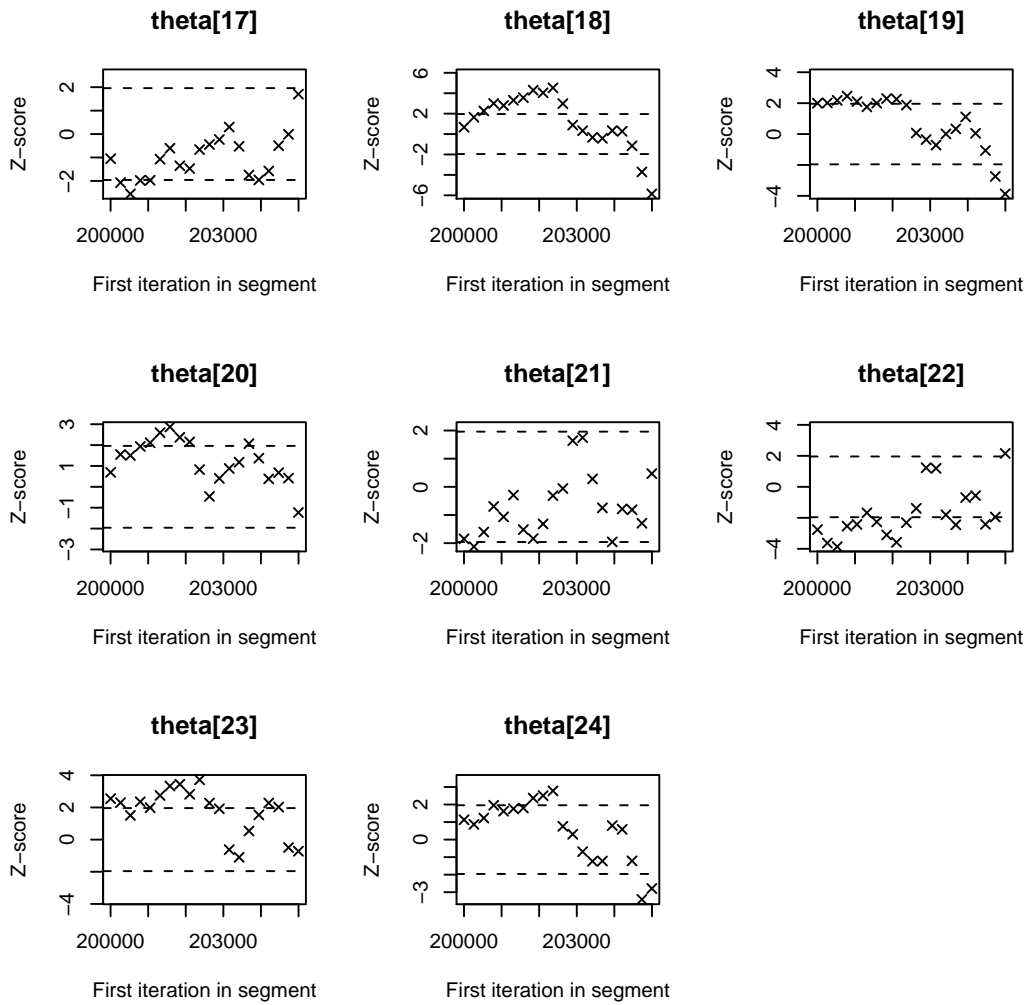 theta[17]
Z−score
2
0
−2
200000 203000
First iteration in segment
theta[18]
Z−score
6
2
−2
−6
200000 203000
First iteration in segment
theta[19]
Z−score
4
2
0
−4
200000 203000
First iteration in segment
theta[20]
Z−score
3
1
−1
−3
200000 203000
First iteration in segment
theta[21]
Z−score
2
0
−2
200000 203000
First iteration in segment
theta[22]
Z−score
4
2
0
−4
200000 203000
First iteration in segment
theta[23]
Z−score
4
2
0
−4
200000 203000
First iteration in segment
theta[24]
Z−score
2
0
−3
200000 203000
First iteration in segment